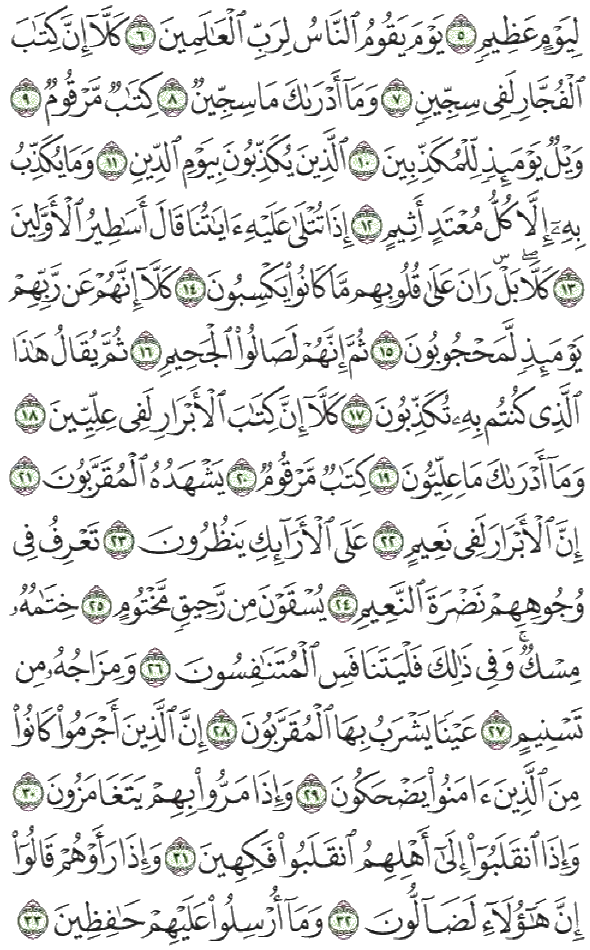 لِيَوْمٍ عَظِيمٍ ٥ يَوْمَ يَقُومُ ٱلنَّاسُ لِرَبِّ ٱلْعَـٰلَمِينَ ٦ كَلَّآ إِنَّ كِتَـٰبَ
ٱلْفُجَّارِ لَفِى سِجِّينٍ ٧ وَمَآ أَدْرَىٰكَ مَا سِجِّينٌ ٨ كِتَـٰبٌ مَّرْقُومٌ ٩
وَيْلٌ يَوْمَئِذٍ لِّلْمُكَذِّبِينَ ١٠ ٱلَّذِينَ يُكَذِّبُونَ بِيَوْمِ ٱلدِّينِ ١١ وَمَا يُكَذِّبُ
بِهِۦٓ إِلَّا كُلُّ مُعْتَدٍ أَثِيمٍ ١٢ إِذَا تُتْلَىٰ عَلَيْهِ ءَايَـٰتُنَا قَالَ أَسَـٰطِيرُ ٱلْأَوَّلِينَ
١٣ كَلَّا ۖ بَلْ ۜ رَانَ عَلَىٰ قُلُوبِهِم مَّا كَانُوا۟ يَكْسِبُونَ ١٤ كَلَّآ إِنَّهُمْ عَن رَّبِّهِمْ
يَوْمَئِذٍ لَّمَحْجُوبُونَ ١٥ ثُمَّ إِنَّهُمْ لَصَالُوا۟ ٱلْجَحِيمِ ١٦ ثُمَّ يُقَالُ هَـٰذَا
ٱلَّذِى كُنتُم بِهِۦ تُكَذِّبُونَ ١٧ كَلَّآ إِنَّ كِتَـٰبَ ٱلْأَبْرَارِ لَفِى عِلِّيِّينَ ١٨
وَمَآ أَدْرَىٰكَ مَا عِلِّيُّونَ ١٩ كِتَـٰبٌ مَّرْقُومٌ ٢٠ يَشْهَدُهُ ٱلْمُقَرَّبُونَ ٢١
إِنَّ ٱلْأَبْرَارَ لَفِى نَعِيمٍ ٢٢ عَلَى ٱلْأَرَآئِكِ يَنظُرُونَ ٢٣ تَعْرِفُ فِى
وُجُوهِهِمْ نَضْرَةَ ٱلنَّعِيمِ ٢٤ يُسْقَوْنَ مِن رَّحِيقٍ مَّخْتُومٍ ٢٥ خِتَـٰمُهُۥ
مِسْكٌ ۚ وَفِى ذَٰلِكَ فَلْيَتَنَافَسِ ٱلْمُتَنَـٰفِسُونَ ٢٦ وَمِزَاجُهُۥ مِن
تَسْنِيمٍ ٢٧ عَيْنًا يَشْرَبُ بِهَا ٱلْمُقَرَّبُونَ ٢٨ إِنَّ ٱلَّذِينَ أَجْرَمُوا۟ كَانُوا۟
مِنَ ٱلَّذِينَ ءَامَنُوا۟ يَضْحَكُونَ ٢٩ وَإِذَا مَرُّوا۟ بِهِمْ يَتَغَامَزُونَ ٣٠
وَإِذَا ٱنقَلَبُوٓا۟ إِلَىٰٓ أَهْلِهِمُ ٱنقَلَبُوا۟ فَكِهِينَ ٣١ وَإِذَا رَأَوْهُمْ قَالُوٓا۟
إِنَّ هَـٰٓؤُلَآءِ لَضَآلُّونَ ٣٢ وَمَآ أُرْسِلُوا۟ عَلَيْهِمْ حَـٰفِظِينَ ٣٣